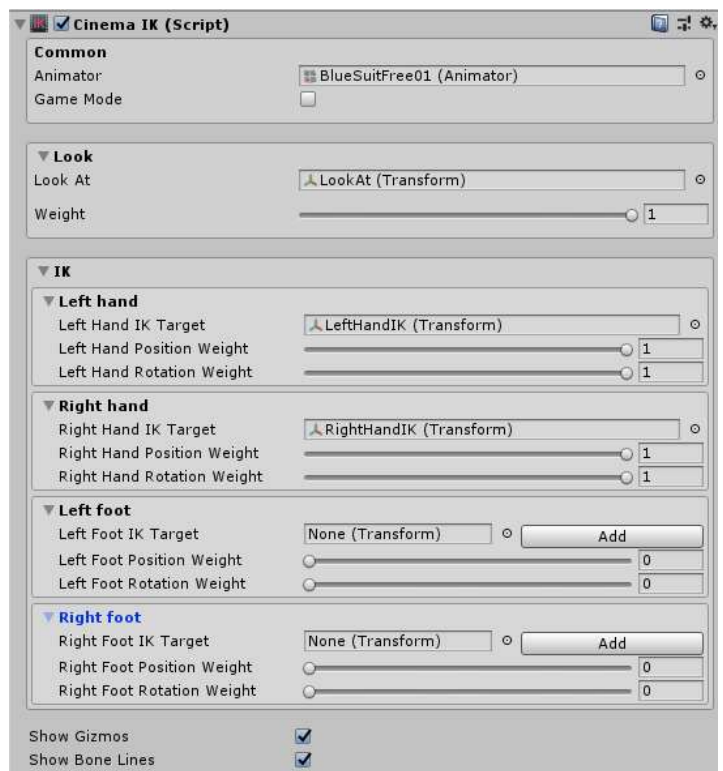 Cinema IK (Script)
Common
Animator BlueSuitFree01 (Animator)
Game Mode
Look
Look At LookAt (Transform)
Weight 1
IK
Left hand
Left Hand IK Target LeftHandIK (Transform)
Left Hand Position Weight 1
Left Hand Rotation Weight 1
Right hand
Right Hand IK Target RightHandIK (Transform)
Right Hand Position Weight 1
Right Hand Rotation Weight 1
Left foot
Left Foot IK Target None (Transform) Add
Left Foot Position Weight 0
Left Foot Rotation Weight 0
Right foot
Right Foot IK Target None (Transform) Add
Right Foot Position Weight 0
Right Foot Rotation Weight 0
Show Gizmos
Show Bone Lines